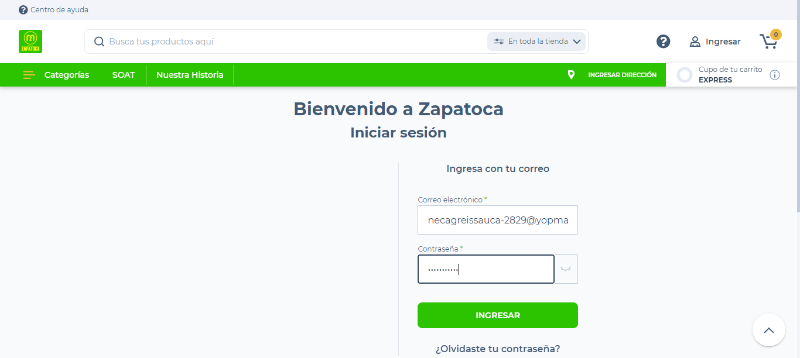 Centro de ayuda
m
ZAPATOCA
Busca tus productos aquí
En toda la tienda
Ingresar
0
Categorías
SOAT
Nuestra Historia
INGRESAR DIRECCIÓN
Cupo de tu carrito
EXPRESS
Bienvenido a Zapatoca
Iniciar sesión
Ingresa con tu correo
Correo electrónico *
necagreissauca-2829@yopma
Contraseña *
•••••••••••
INGRESAR
¿Olvidaste tu contraseña?